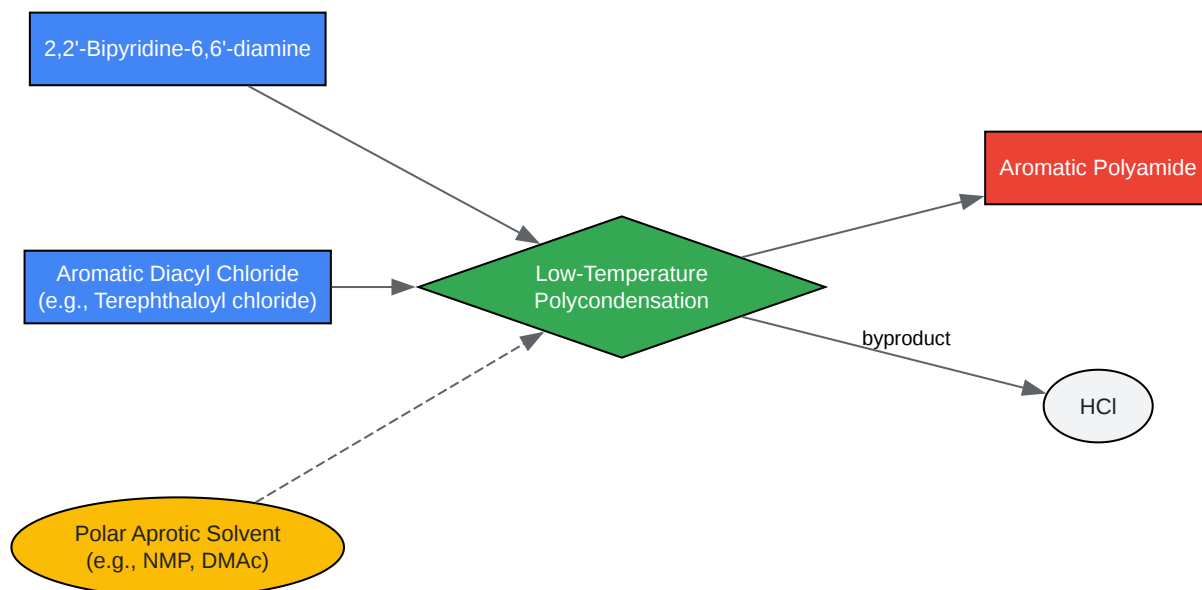 2,2'-Bipyridine-6,6'-diamine
Aromatic Polyamide
Aromatic Diacyl Chloride
(e.g., Terephthaloyl chloride)
Low-Temperature
Polycondensation
byproduct
HCl
Polar Aprotic Solvent
(e.g., NMP, DMAc)